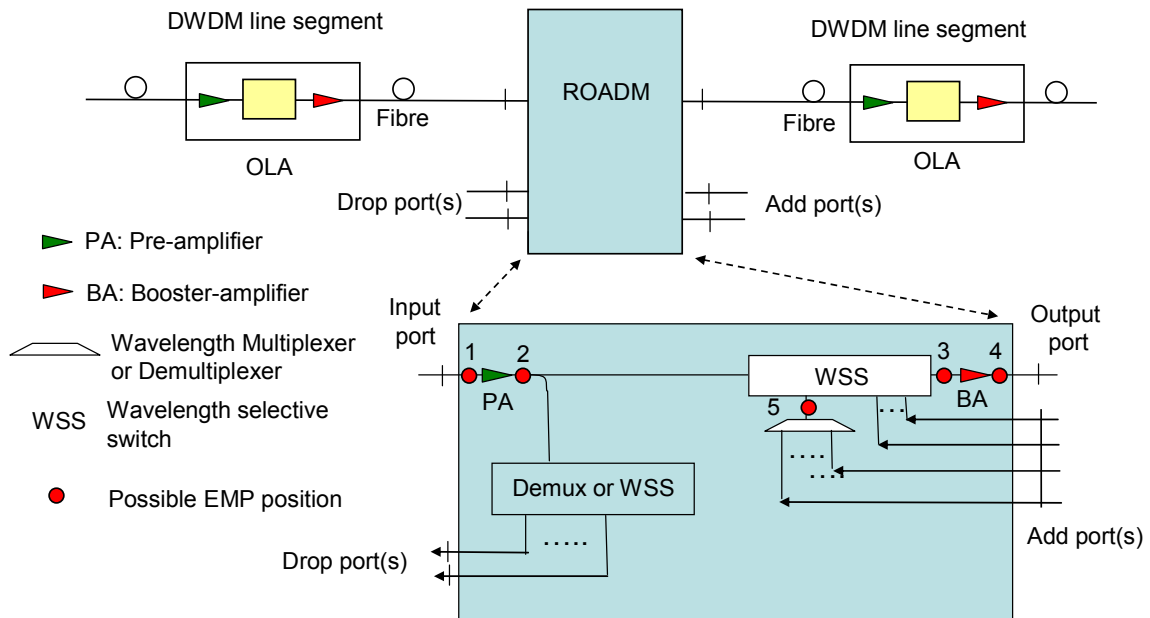 DWDM line segment
DWDM line segment
ROADM
Fibre
Fibre
OLA
OLA
Drop port(s)
Add port(s)
PA: Pre-amplifier
BA: Booster-amplifier
Wavelength Multiplexer
or Demultiplexer
WSS
Wavelength selective
switch
Possible EMP position
Input
port
Output
port
1
2
3
4
PA
WSS
BA
5
Demux or WSS
Drop port(s)
Add port(s)